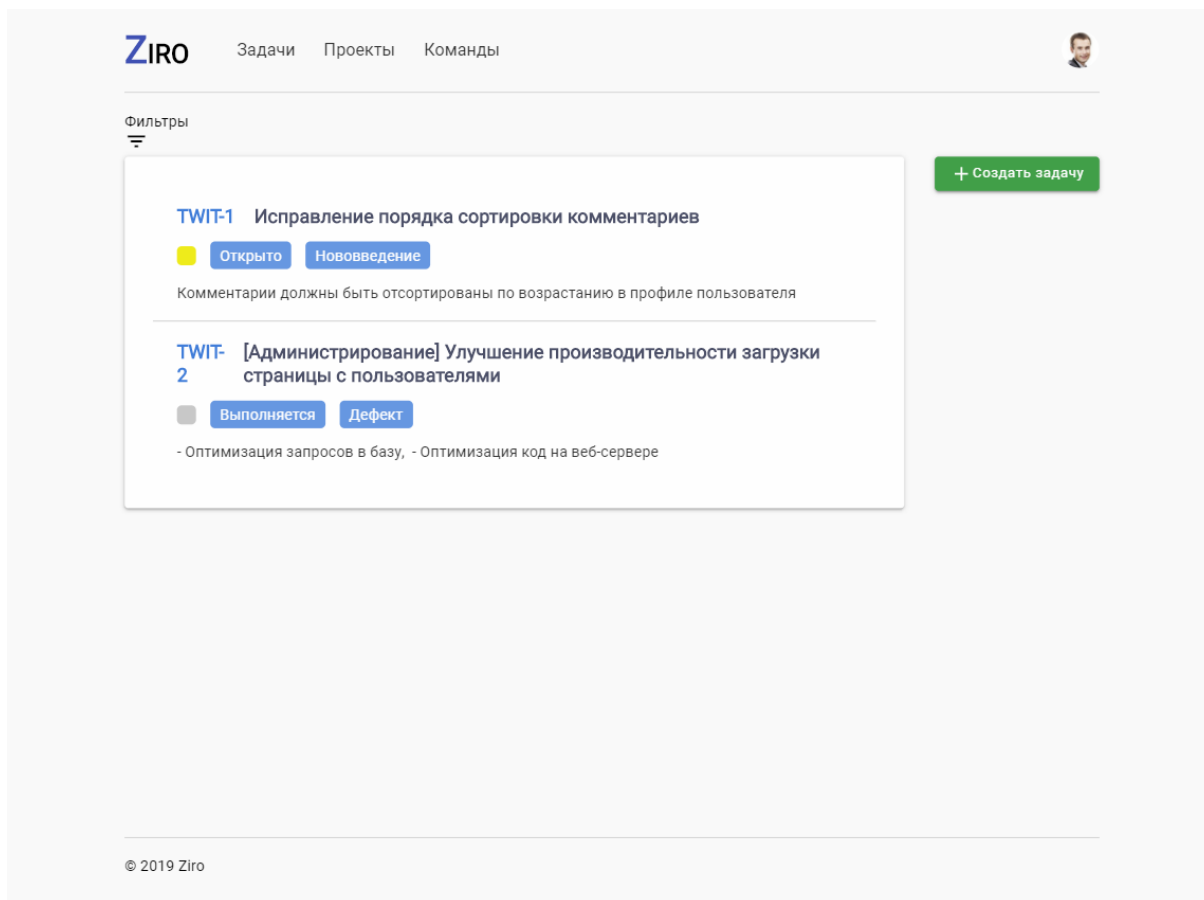 ZIRO
Задачи Проекты Команды
Фильтры
+ Создать задачу
TWIT-1 Исправление порядка сортировки комментариев
Открыто Нововведение
Комментарии должны быть отсортированы по возрастанию в профиле пользователя
TWIT- [Администрирование] Улучшение производительности загрузки
2 страницы с пользователями
Выполняется Дефект
- Оптимизация запросов в базу, - Оптимизация код на веб-сервере
© 2019 Ziro